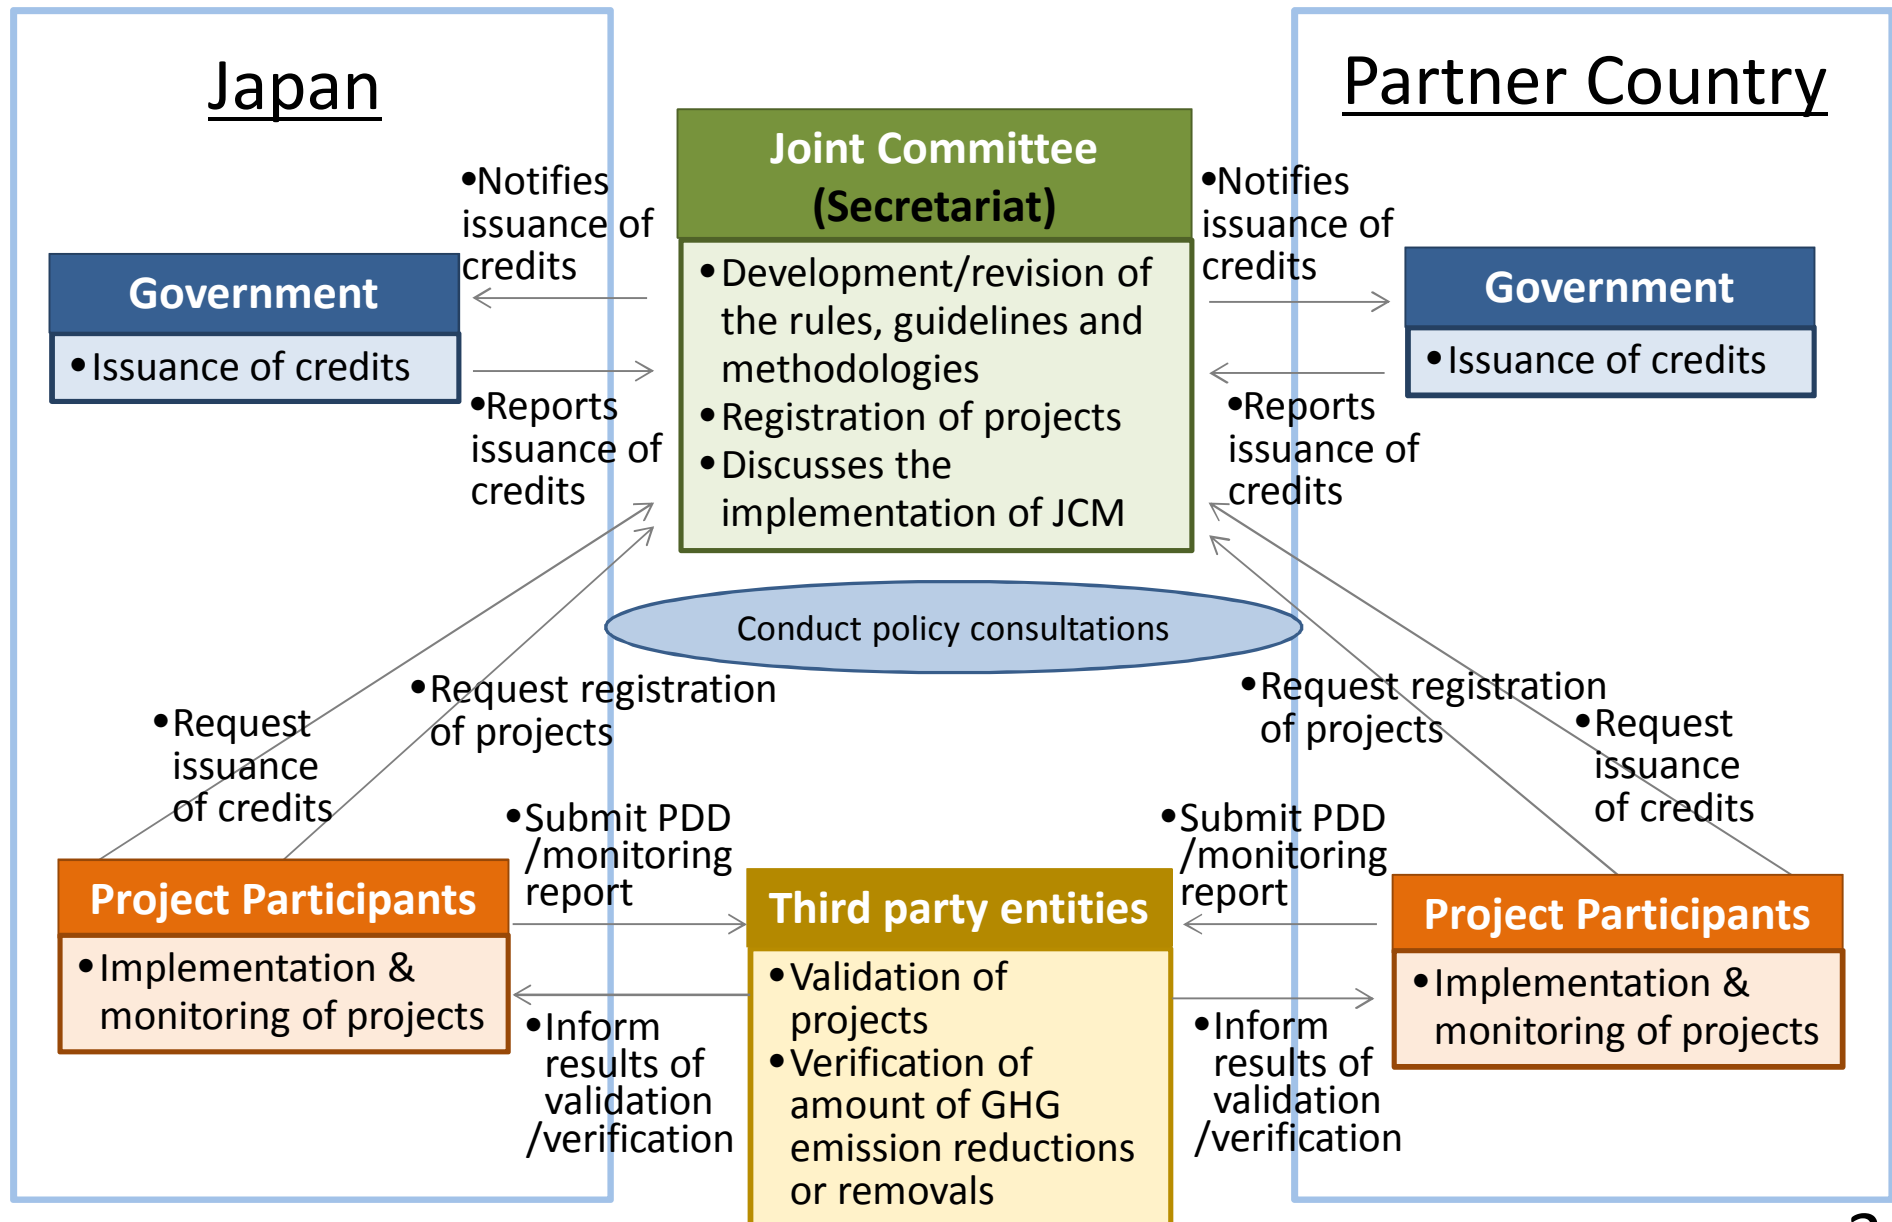 Japan
Partner Country
Joint Committee
(Secretariat)
•Development/revision of
the rules, guidelines and
methodologies
•Registration of projects
•Discusses the
implementation of JCM
•Notifies
issuance of
credits
•Notifies
issuance of
credits
Government
•Issuance of credits
Government
•Issuance of credits
•Reports
issuance of
credits
•Reports
issuance of
credits
Conduct policy consultations
•Request
issuance
of credits
•Request registration
of projects
•Request registration
of projects
•Request
issuance
of credits
Project Participants
•Implementation &
monitoring of projects
•Submit PDD
/monitoring
report
•Inform
results of
validation
/verification
Third party entities
•Validation of
projects
•Verification of
amount of GHG
emission reductions
or removals
•Submit PDD
/monitoring
report
•Inform
results of
validation
/verification
Project Participants
•Implementation &
monitoring of projects